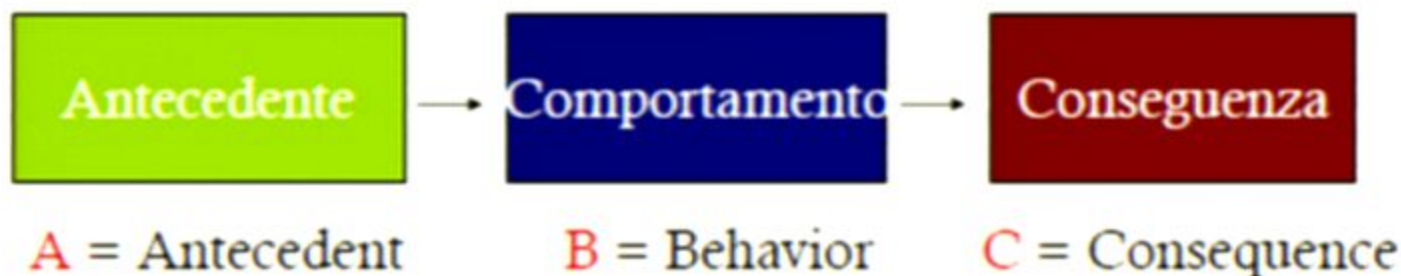 Antecedente Comportamento Conseguenza
A = Antecedent B = Behavior C = Consequence